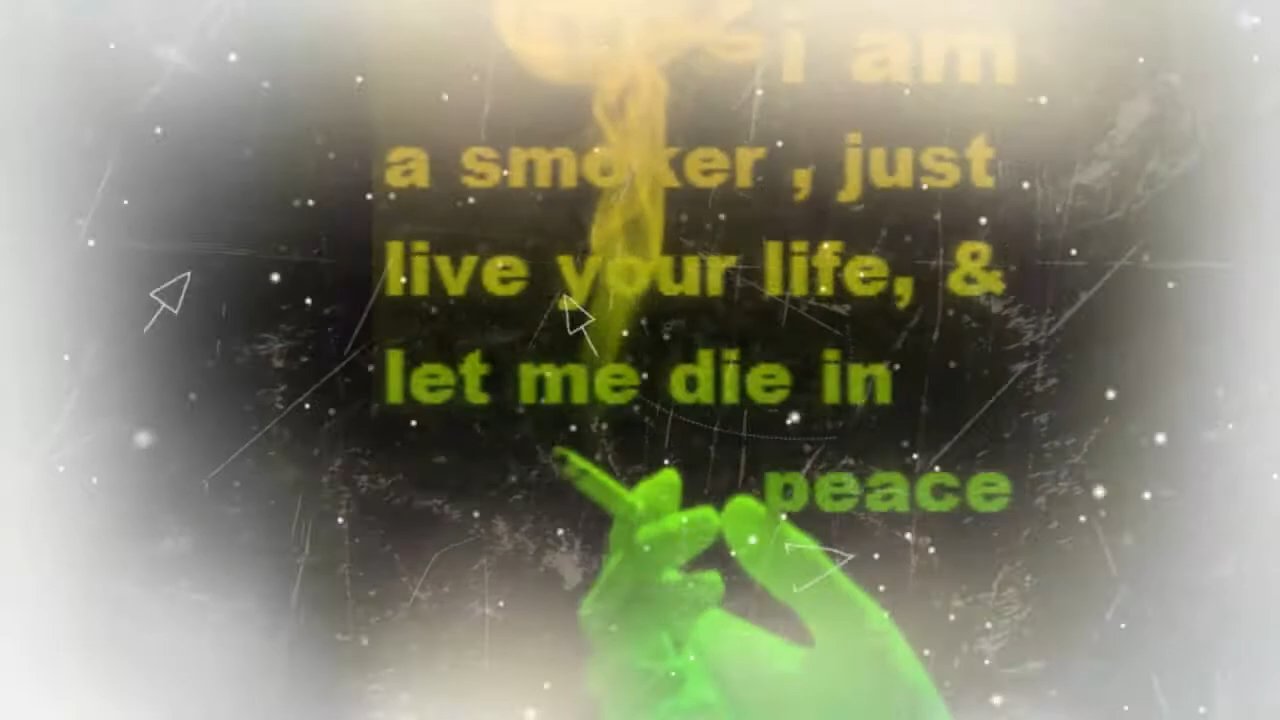 i am
a smoker , just
live your life, &
let me die in
peace